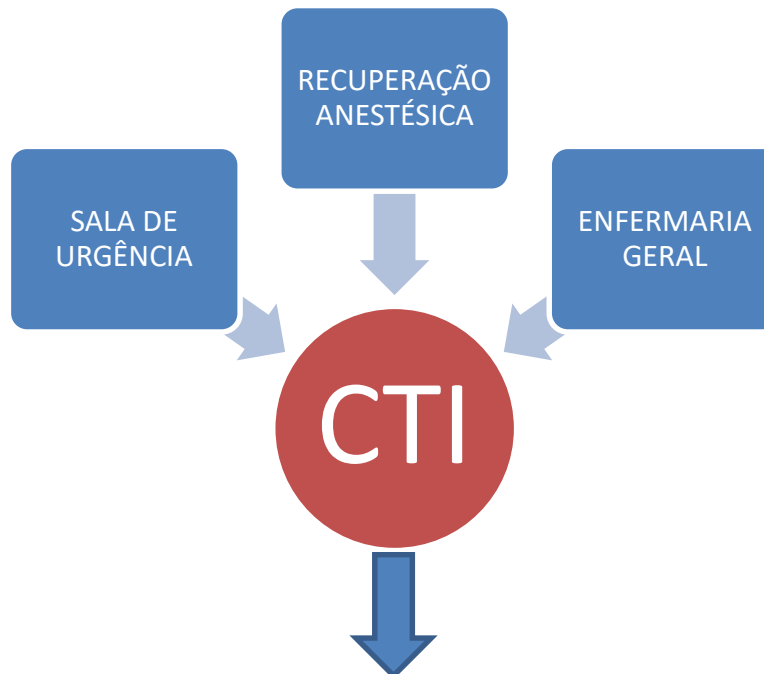 RECUPERAÇÃO
ANESTÉSICA
SALA DE
URGÊNCIA
ENFERMARIA
GERAL
CTI